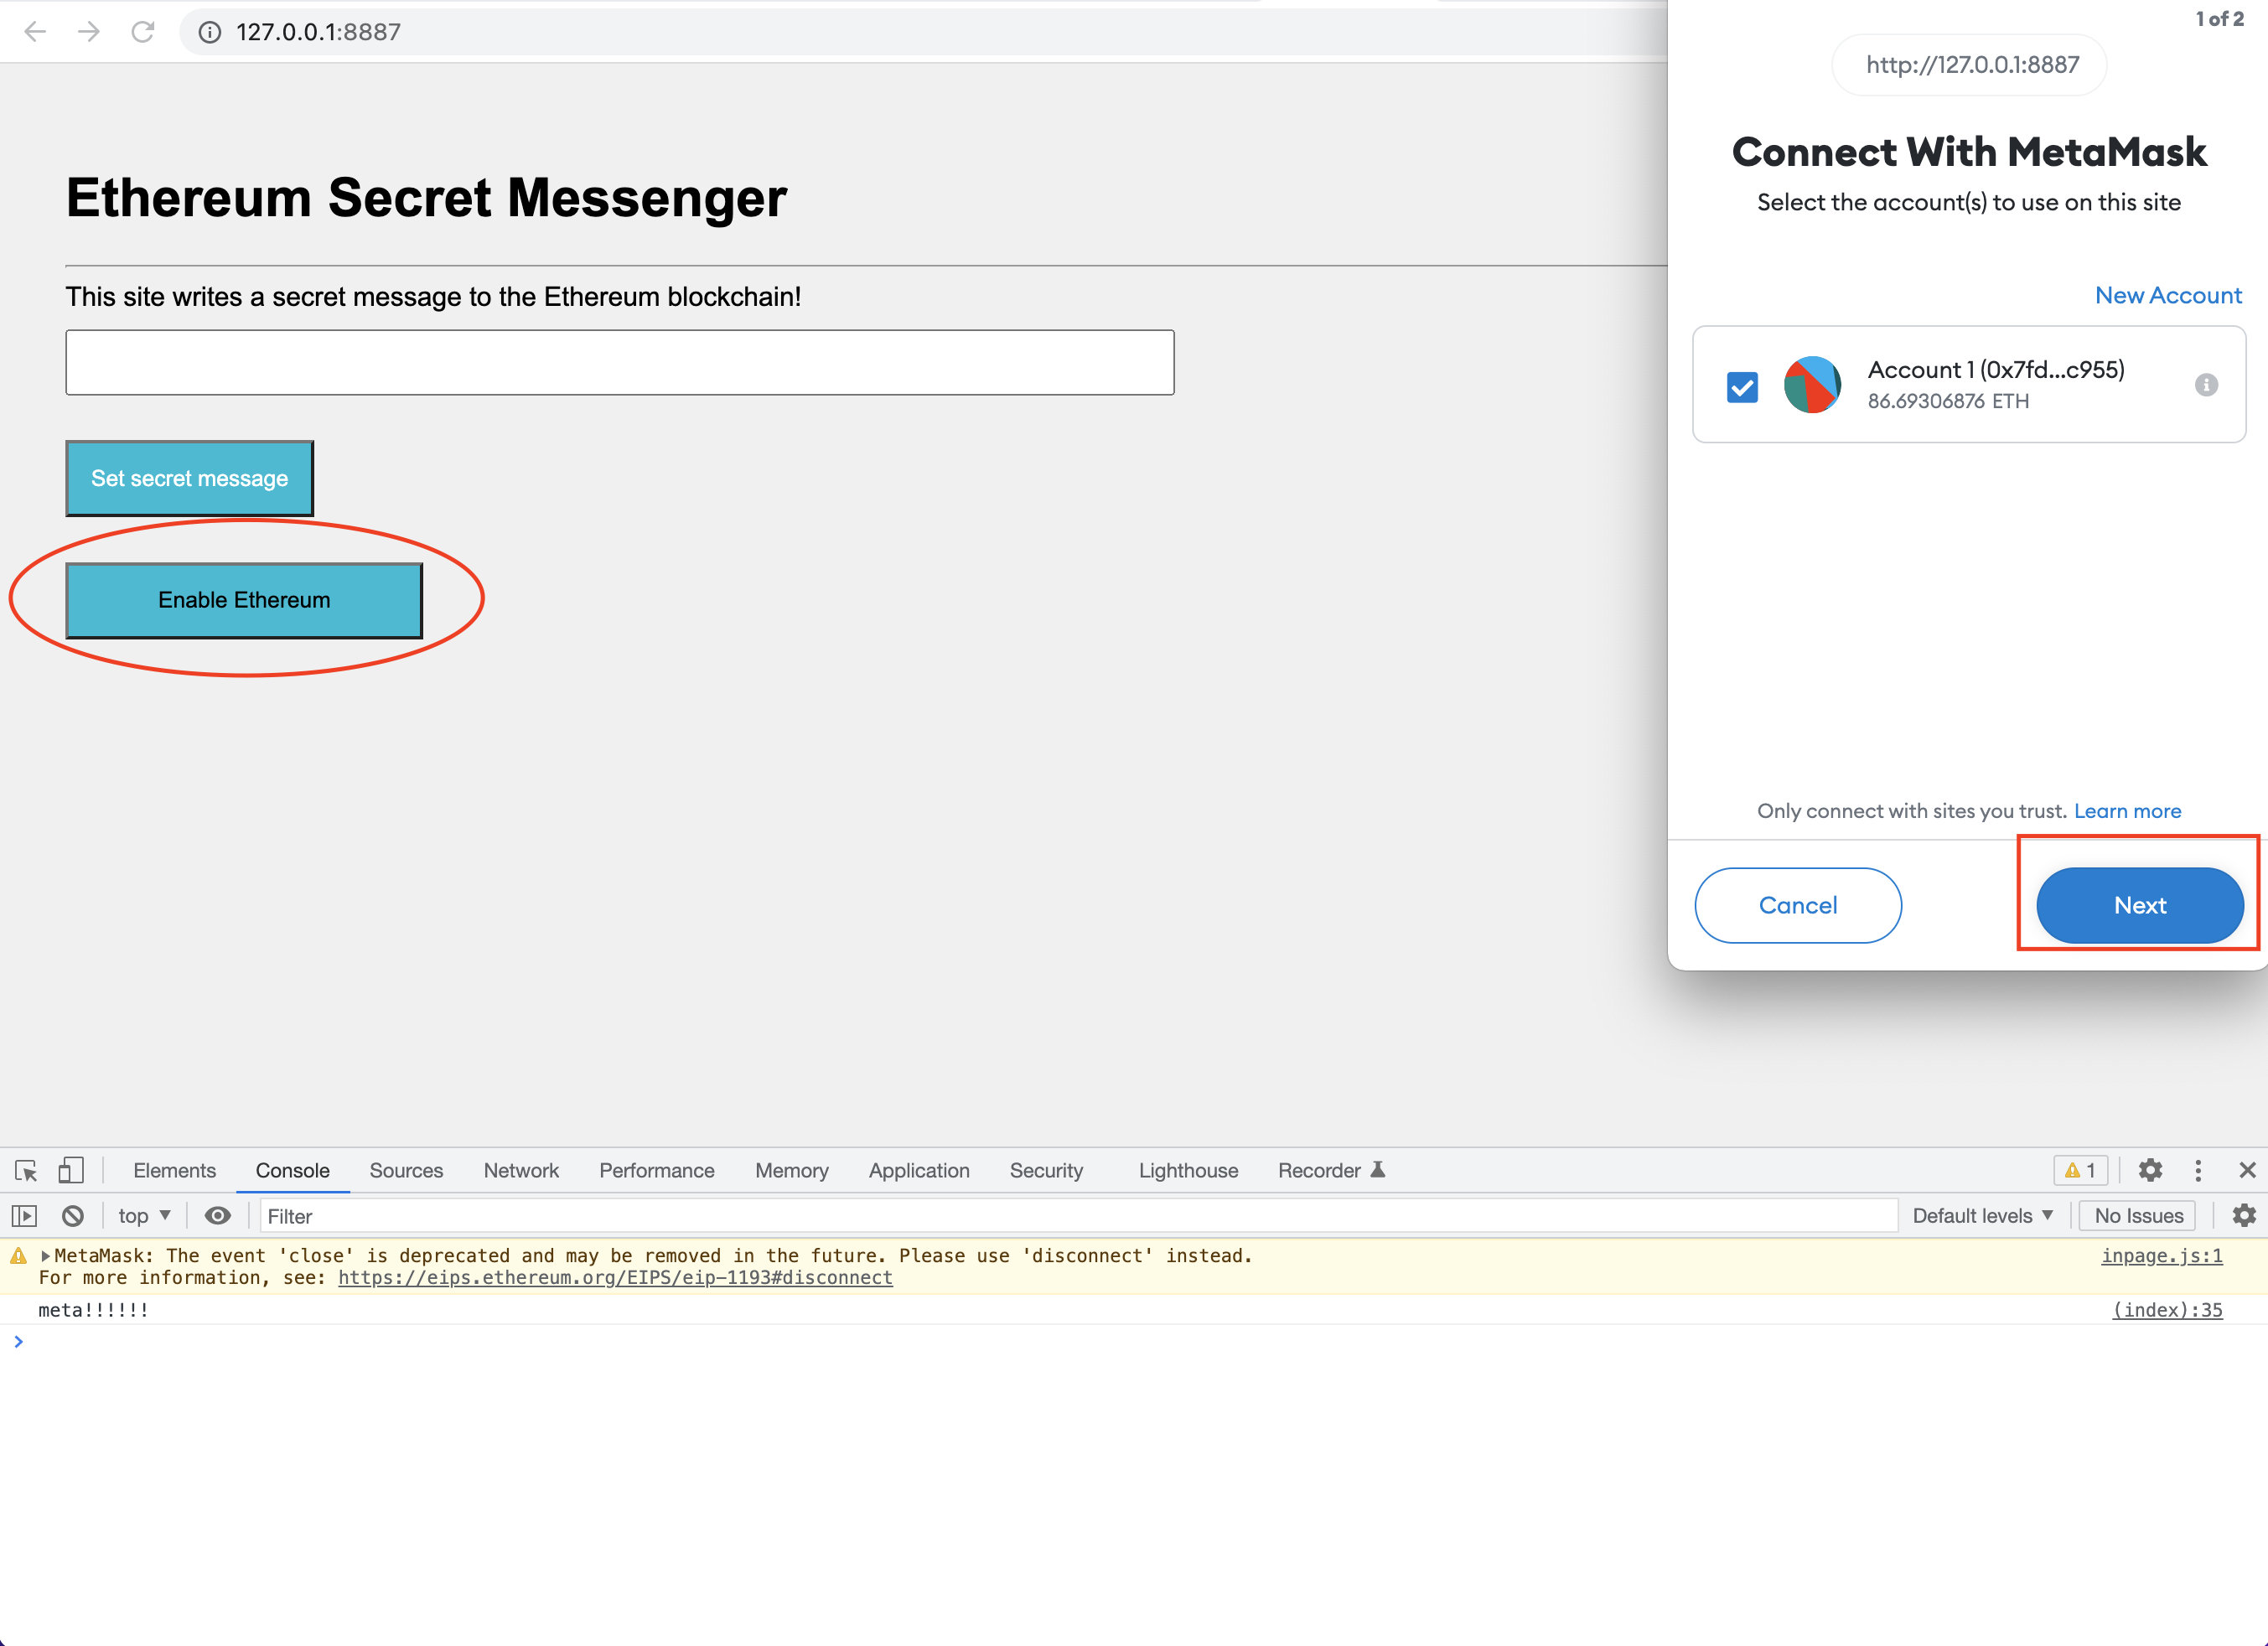 127.0.0.1:8887
Ethereum Secret Messenger
This site writes a secret message to the Ethereum blockchain!
Set secret message
Enable Ethereum
1 of 2
http://127.0.0.1:8887
Connect With MetaMask
Select the account(s) to use on this site
New Account
Account 1 (0x7fd...c955)
86.69306876 ETH
Only connect with sites you trust. Learn more
Cancel
Next
Elements Console Sources Network Performance Memory Application Security Lighthouse Recorder 1
top Filter Default levels No Issues
MetaMask: The event 'close' is deprecated and may be removed in the future. Please use 'disconnect' instead. inpage.js:1
For more information, see: https://eips.ethereum.org/EIPS/eip-1193#disconnect
meta!!!!!! (index):35